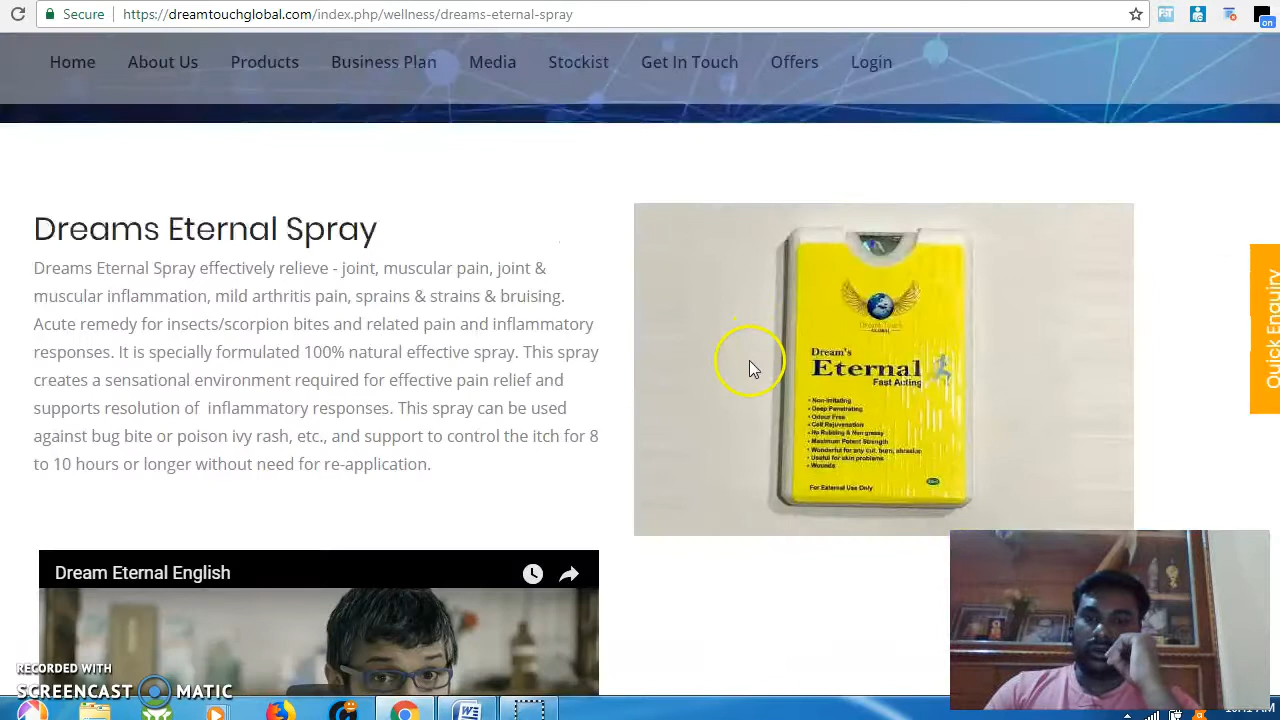 Secure https://dreamtouchglobal.com/index.php/wellness/dreams-eternal-spray
on
Home About Us Products Business Plan Media Stockist Get In Touch Offers Login
Dreams Eternal Spray
Dreams Eternal Spray effectively relieve - joint, muscular pain, joint &
muscular inflammation, mild arthritis pain, sprains & strains & bruising.
Acute remedy for insects/scorpion bites and related pain and inflammatory
responses. It is specially formulated 100% natural effective spray. This spray
creates a sensational environment required for effective pain relief and
supports resolution of inflammatory responses. This spray can be used
against bug bite or poison ivy rash, etc., and support to control the itch for 8
to 10 hours or longer without need for re-application.
Dream Touch
GLOBAL
Dream's
Eternal
Fast Acting
• Non-Irritating
• Deep Penetrating
• Odour Free
• Cell Rejuvenation
• No Rubbing & Non greasy
• Maximum Potent Strength
• Wonderful for any cut, burn, abrasion
• Useful for skin problems
• Wounds
For External Use Only
Quick Enquiry
Dream Eternal English
RECORDED WITH
SCREENCAST MATIC